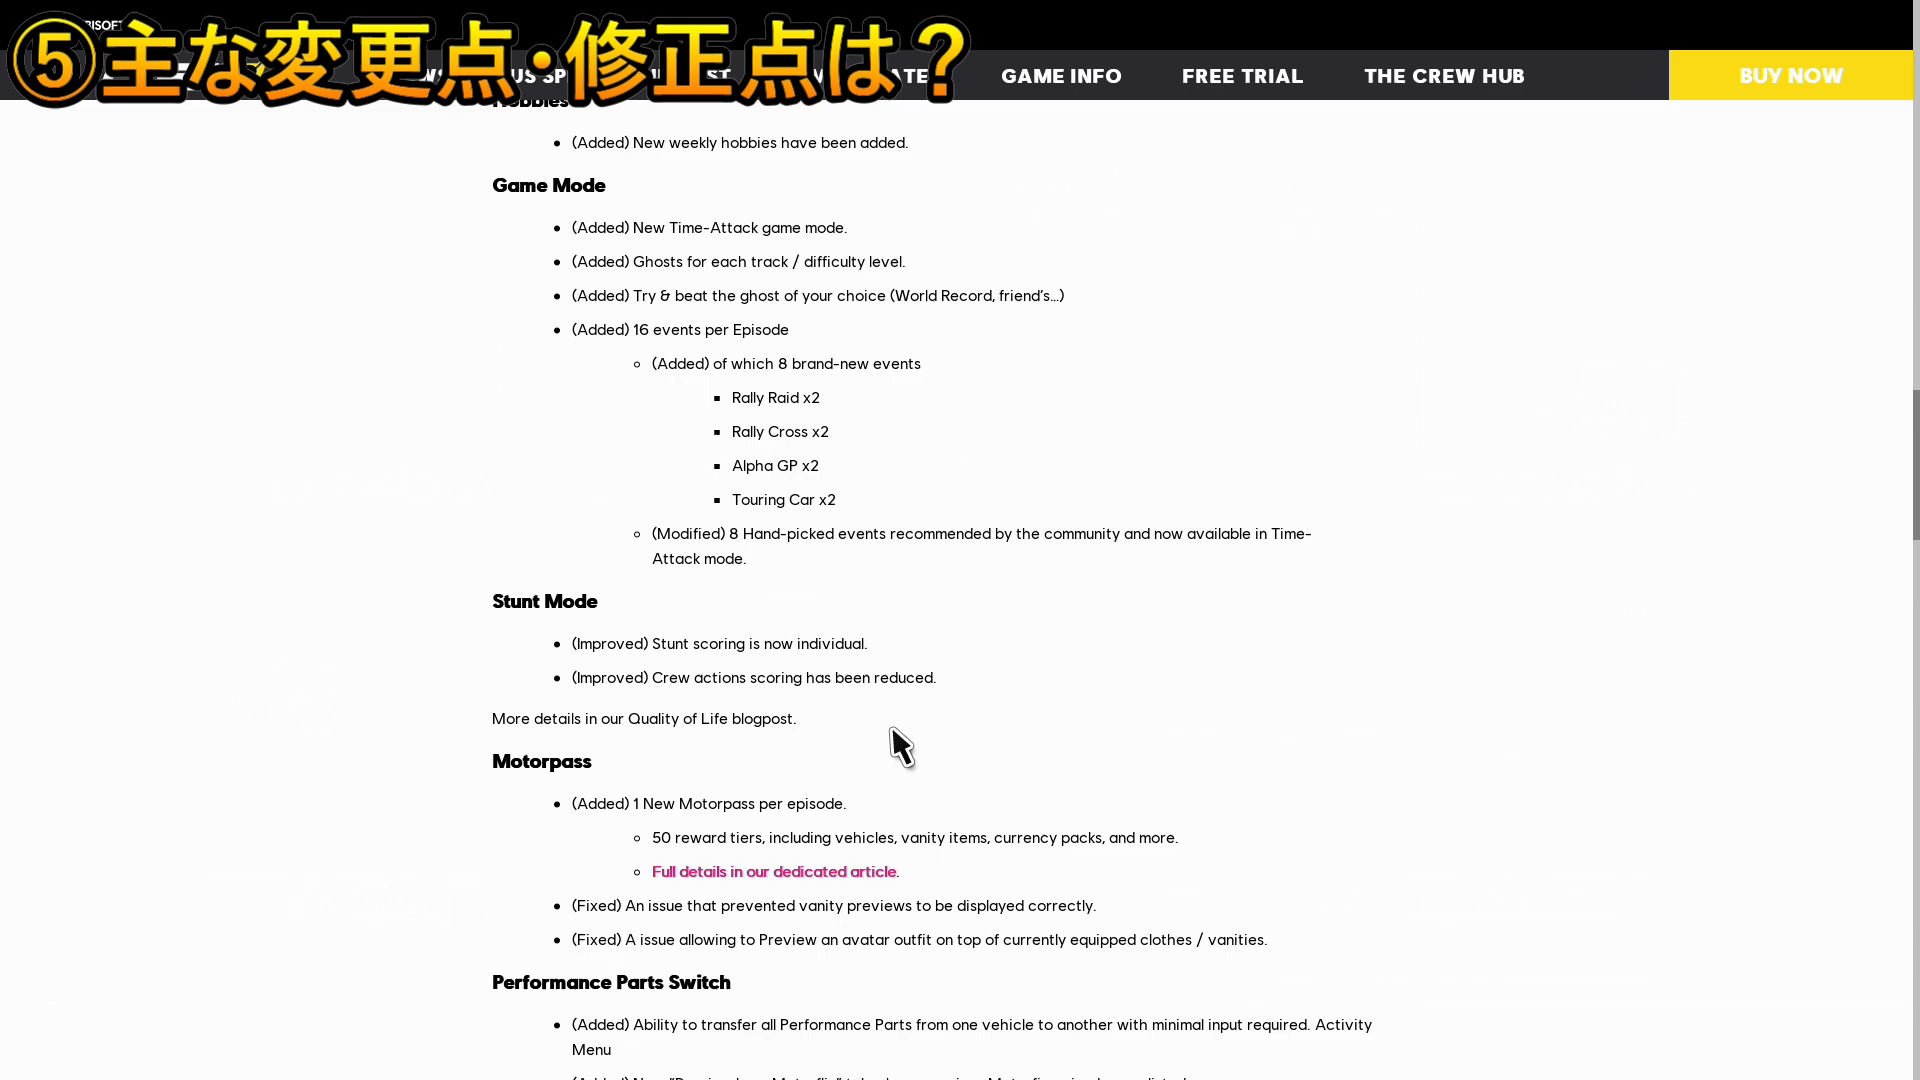 ⑤主な変更点・修正点は？
GAME INFO
FREE TRIAL
THE CREW HUB
BUY NOW
Hobbies
(Added) New weekly hobbies have been added.
Game Mode
(Added) New Time-Attack game mode.
(Added) Ghosts for each track / difficulty level.
(Added) Try & beat the ghost of your choice (World Record, friend's...)
(Added) 16 events per Episode
(Added) of which 8 brand-new events
Rally Raid x2
Rally Cross x2
Alpha GP x2
Touring Car x2
(Modified) 8 Hand-picked events recommended by the community and now available in Time-
Attack mode.
Stunt Mode
(Improved) Stunt scoring is now individual.
(Improved) Crew actions scoring has been reduced.
More details in our Quality of Life blogpost.
Motorpass
(Added) 1 New Motorpass per episode.
50 reward tiers, including vehicles, vanity items, currency packs, and more.
Full details in our dedicated article.
(Fixed) An issue that prevented vanity previews to be displayed correctly.
(Fixed) A issue allowing to Preview an avatar outfit on top of currently equipped clothes / vanities.
Performance Parts Switch
(Added) Ability to transfer all Performance Parts from one vehicle to another with minimal input required. Activity
Menu